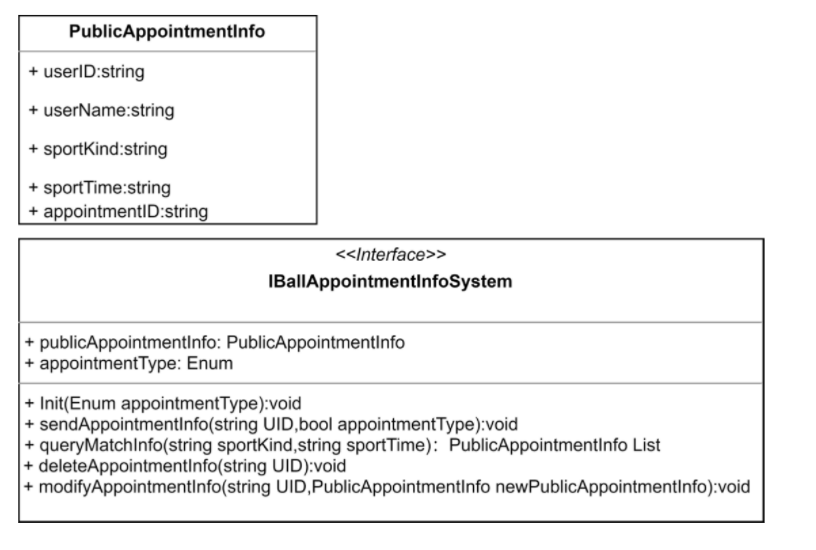 PublicAppointmentInfo
+ userID:string
+ userName:string
+ sportKind:string
+ sportTime:string
+ appointmentID:string
<<Interface>>
IBallAppointmentInfoSystem
+ publicAppointmentInfo: PublicAppointmentInfo
+ appointmentType: Enum
+ Init(Enum appointmentType):void
+ sendAppointmentInfo(string UID,bool appointmentType):void
+ queryMatchInfo(string sportKind,string sportTime)： PublicAppointmentInfo List
+ deleteAppointmentInfo(string UID):void
+ modifyAppointmentInfo(string UID,PublicAppointmentInfo newPublicAppointmentInfo):void